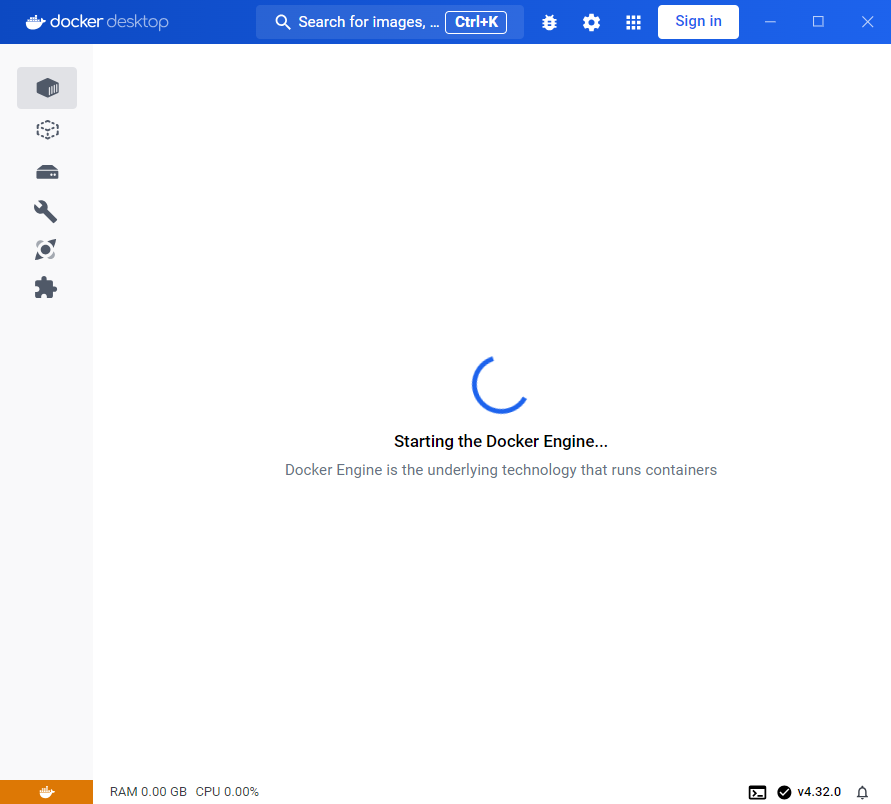 docker desktop
Search for images, ... Ctrl+K
Sign in
Starting the Docker Engine...
Docker Engine is the underlying technology that runs containers
RAM 0.00 GB CPU 0.00%
v4.32.0